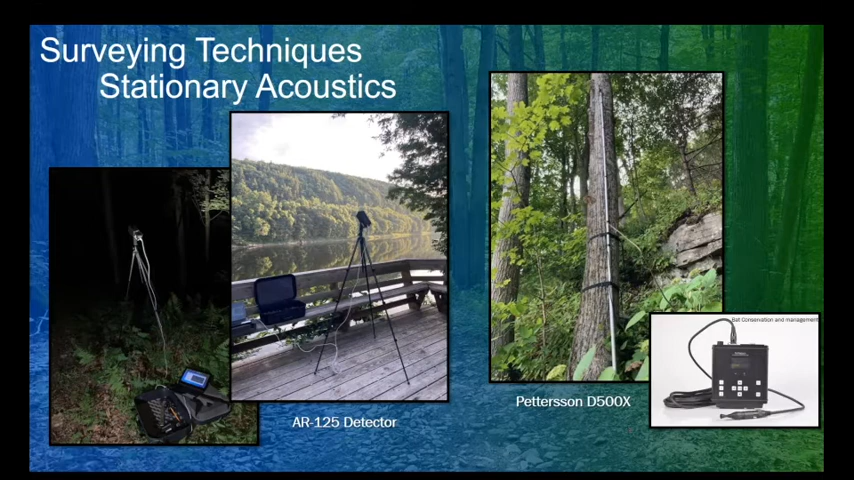 Surveying Techniques
Stationary Acoustics
AR-125 Detector
Pettersson D500X
Bat Conservation and management